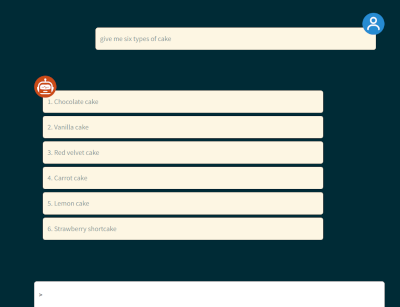 give me six types of cake
1. Chocolate cake
2. Vanilla cake
3. Red velvet cake
4. Carrot cake
5. Lemon cake
6. Strawberry shortcake
>